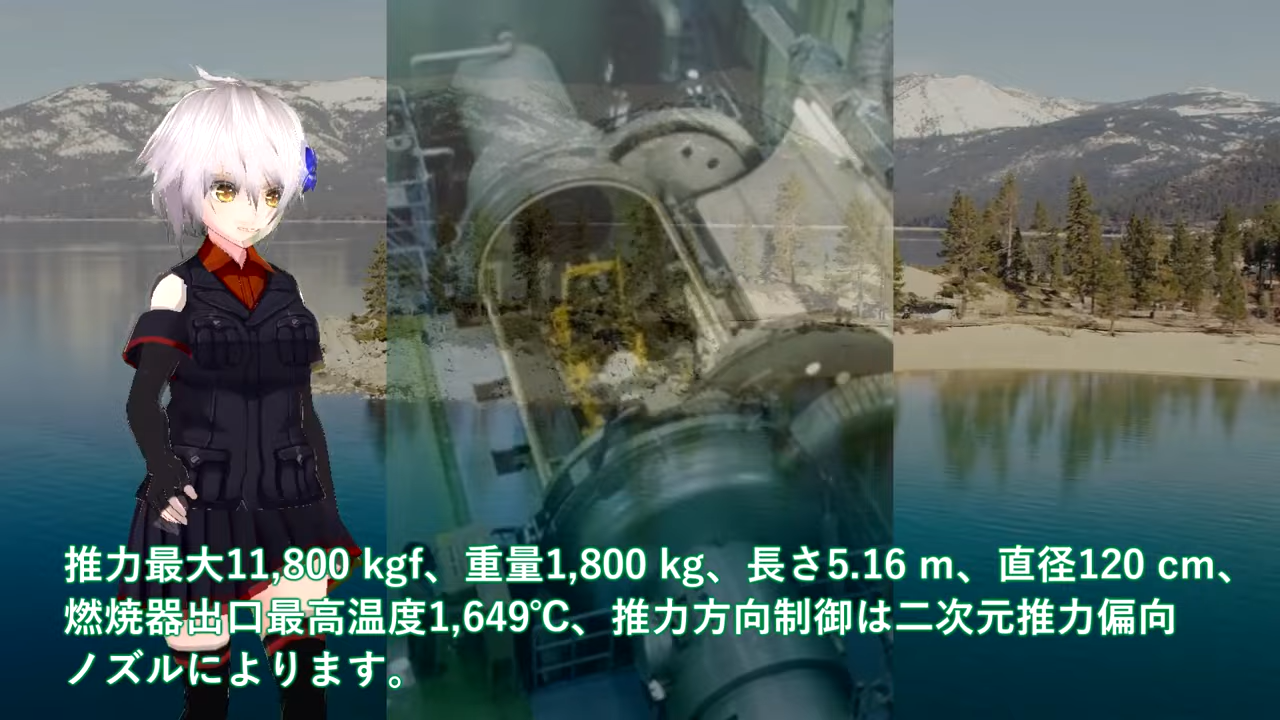 推力最大11,800 kgf、重量1,800 kg、長さ5.16 m、直径120 cm、
燃焼器出口最高温度1,649℃、推力方向制御は二次元推力偏向
ノズルによります。